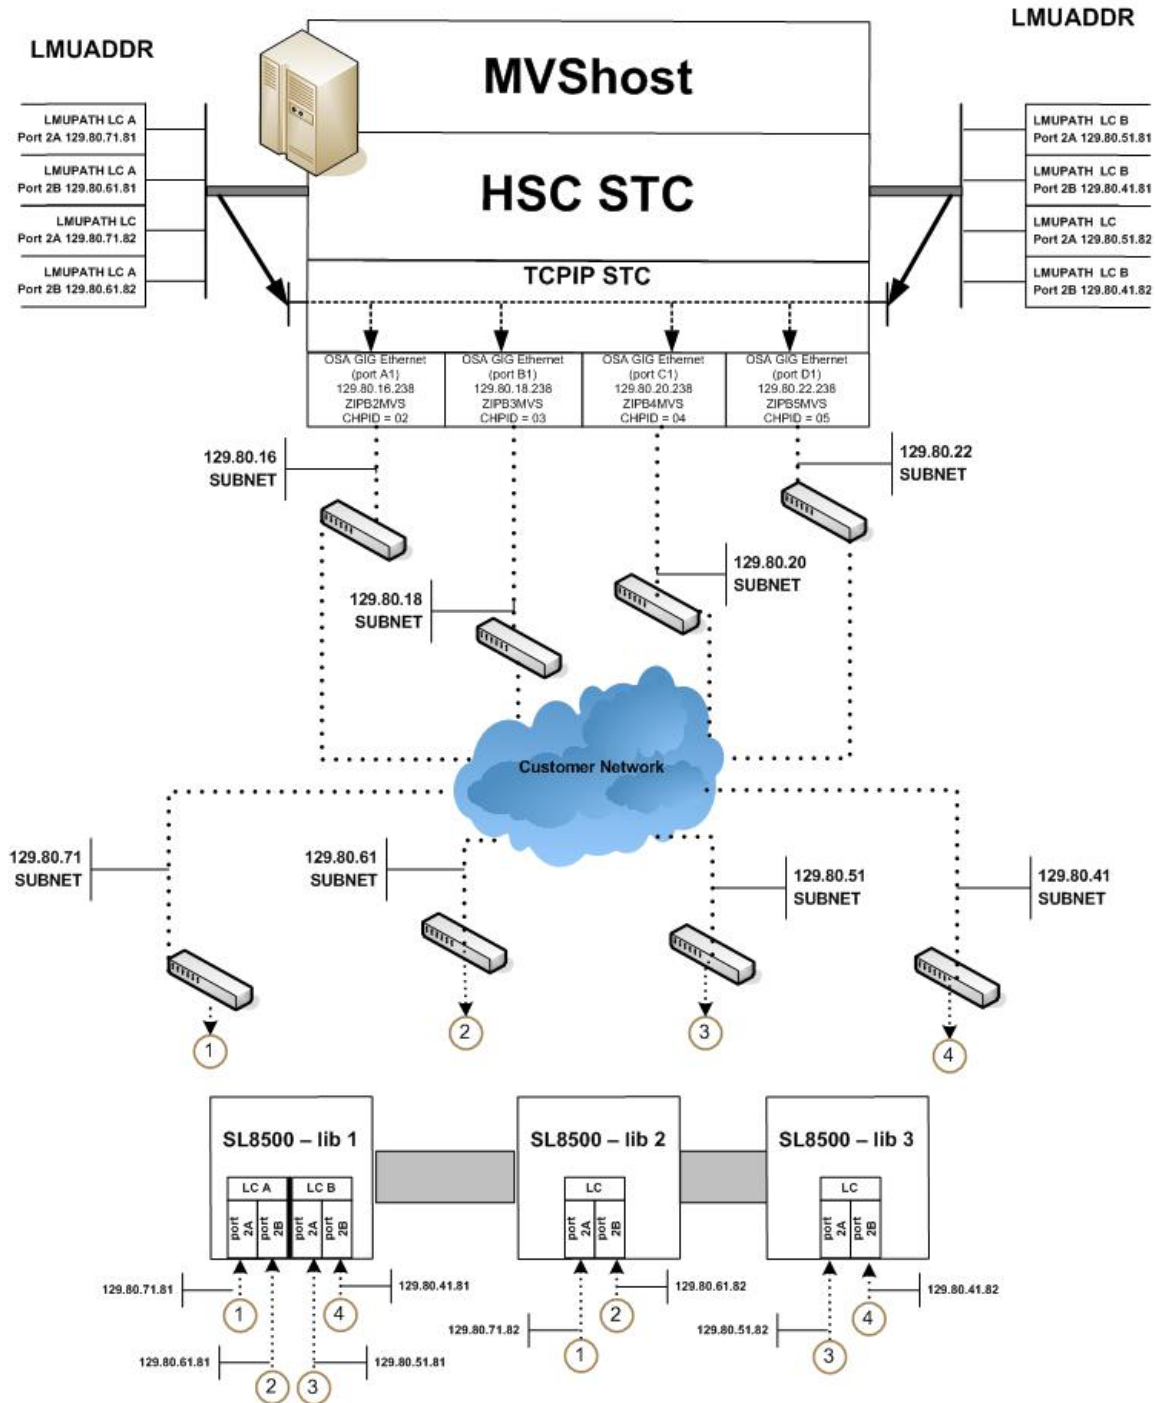 LMUADDR
LMUADDR
MVShost
HSC STC
TCPIP STC
LMUPATH LC A
Port 2A 129.80.71.81
LMUPATH LC A
Port 2B 129.80.61.81
LMUPATH LC
Port 2A 129.80.71.82
LMUPATH LC A
Port 2B 129.80.61.82
LMUPATH LC B
Port 2A 129.80.51.81
LMUPATH LC B
Port 2B 129.80.41.81
LMUPATH LC
Port 2A 129.80.51.82
LMUPATH LC B
Port 2B 129.80.41.82
OSA GIG Ethernet
(port A1)
129.80.16.238
ZIPB2MVS
CHPID = 02
OSA GIG Ethernet
(port B1)
129.80.18.238
ZIPB3MVS
CHPID = 03
OSA GIG Ethernet
(port C1)
129.80.20.238
ZIPB4MVS
CHPID = 04
OSA GIG Ethernet
(port D1)
129.80.22.238
ZIPB5MVS
CHPID = 05
129.80.16
SUBNET
129.80.22
SUBNET
129.80.18
SUBNET
129.80.20
SUBNET
Customer Network
129.80.71
SUBNET
129.80.61
SUBNET
129.80.51
SUBNET
129.80.41
SUBNET
1
2
3
4
SL8500 – lib 1
LC A
LC B
port 2A
port 2B
port 2A
port 2B
SL8500 – lib 2
LC
port 2A
port 2B
SL8500 – lib 3
LC
port 2A
port 2B
129.80.71.81
1
4
129.80.41.81
129.80.61.81
2
3
129.80.51.81
129.80.71.82
1
2
129.80.61.82
129.80.51.82
3
4
129.80.41.82